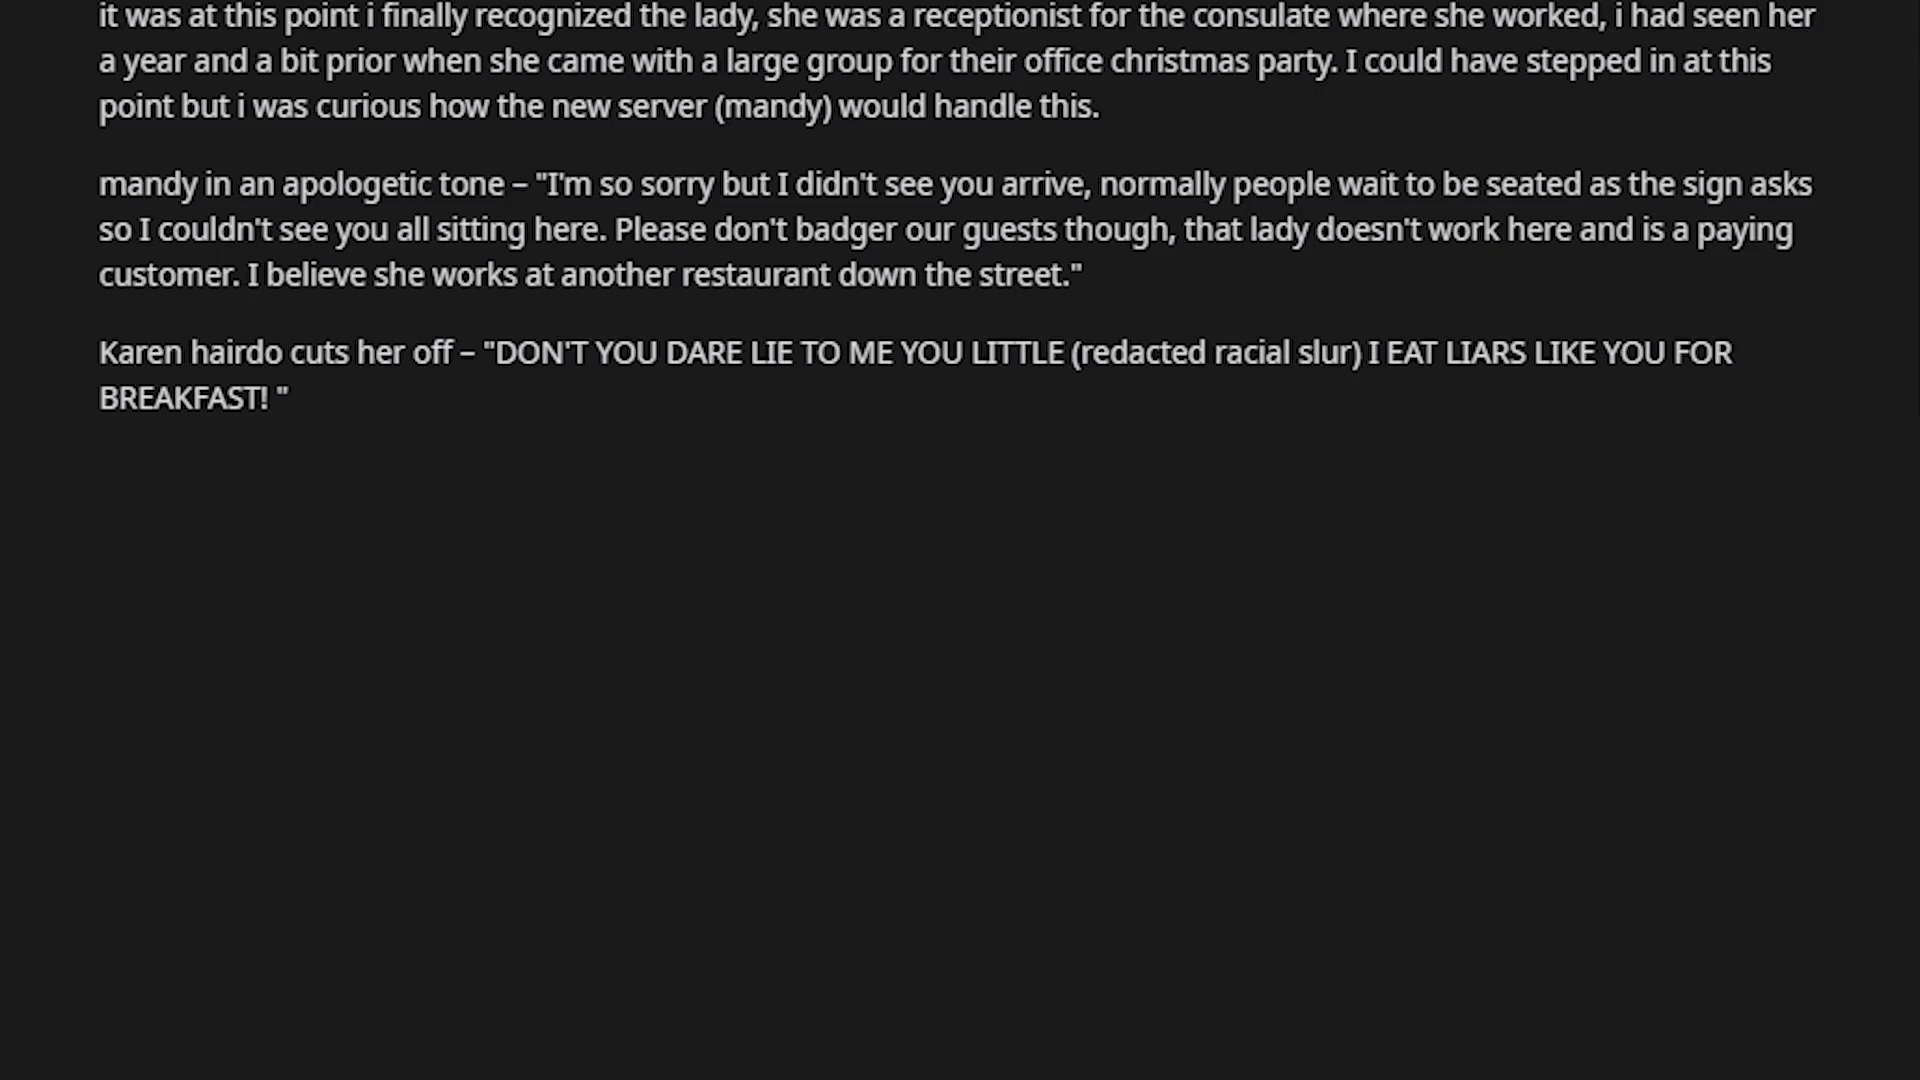 it was at this point i finally recognized the lady, she was a receptionist for the consulate where she worked, i had seen her
a year and a bit prior when she came with a large group for their office christmas party. I could have stepped in at this
point but i was curious how the new server (mandy) would handle this.
mandy in an apologetic tone – "I'm so sorry but I didn't see you arrive, normally people wait to be seated as the sign asks
so I couldn't see you all sitting here. Please don't badger our guests though, that lady doesn't work here and is a paying
customer. I believe she works at another restaurant down the street."
Karen hairdo cuts her off – "DON'T YOU DARE LIE TO ME YOU LITTLE (redacted racial slur) I EAT LIARS LIKE YOU FOR
BREAKFAST! "